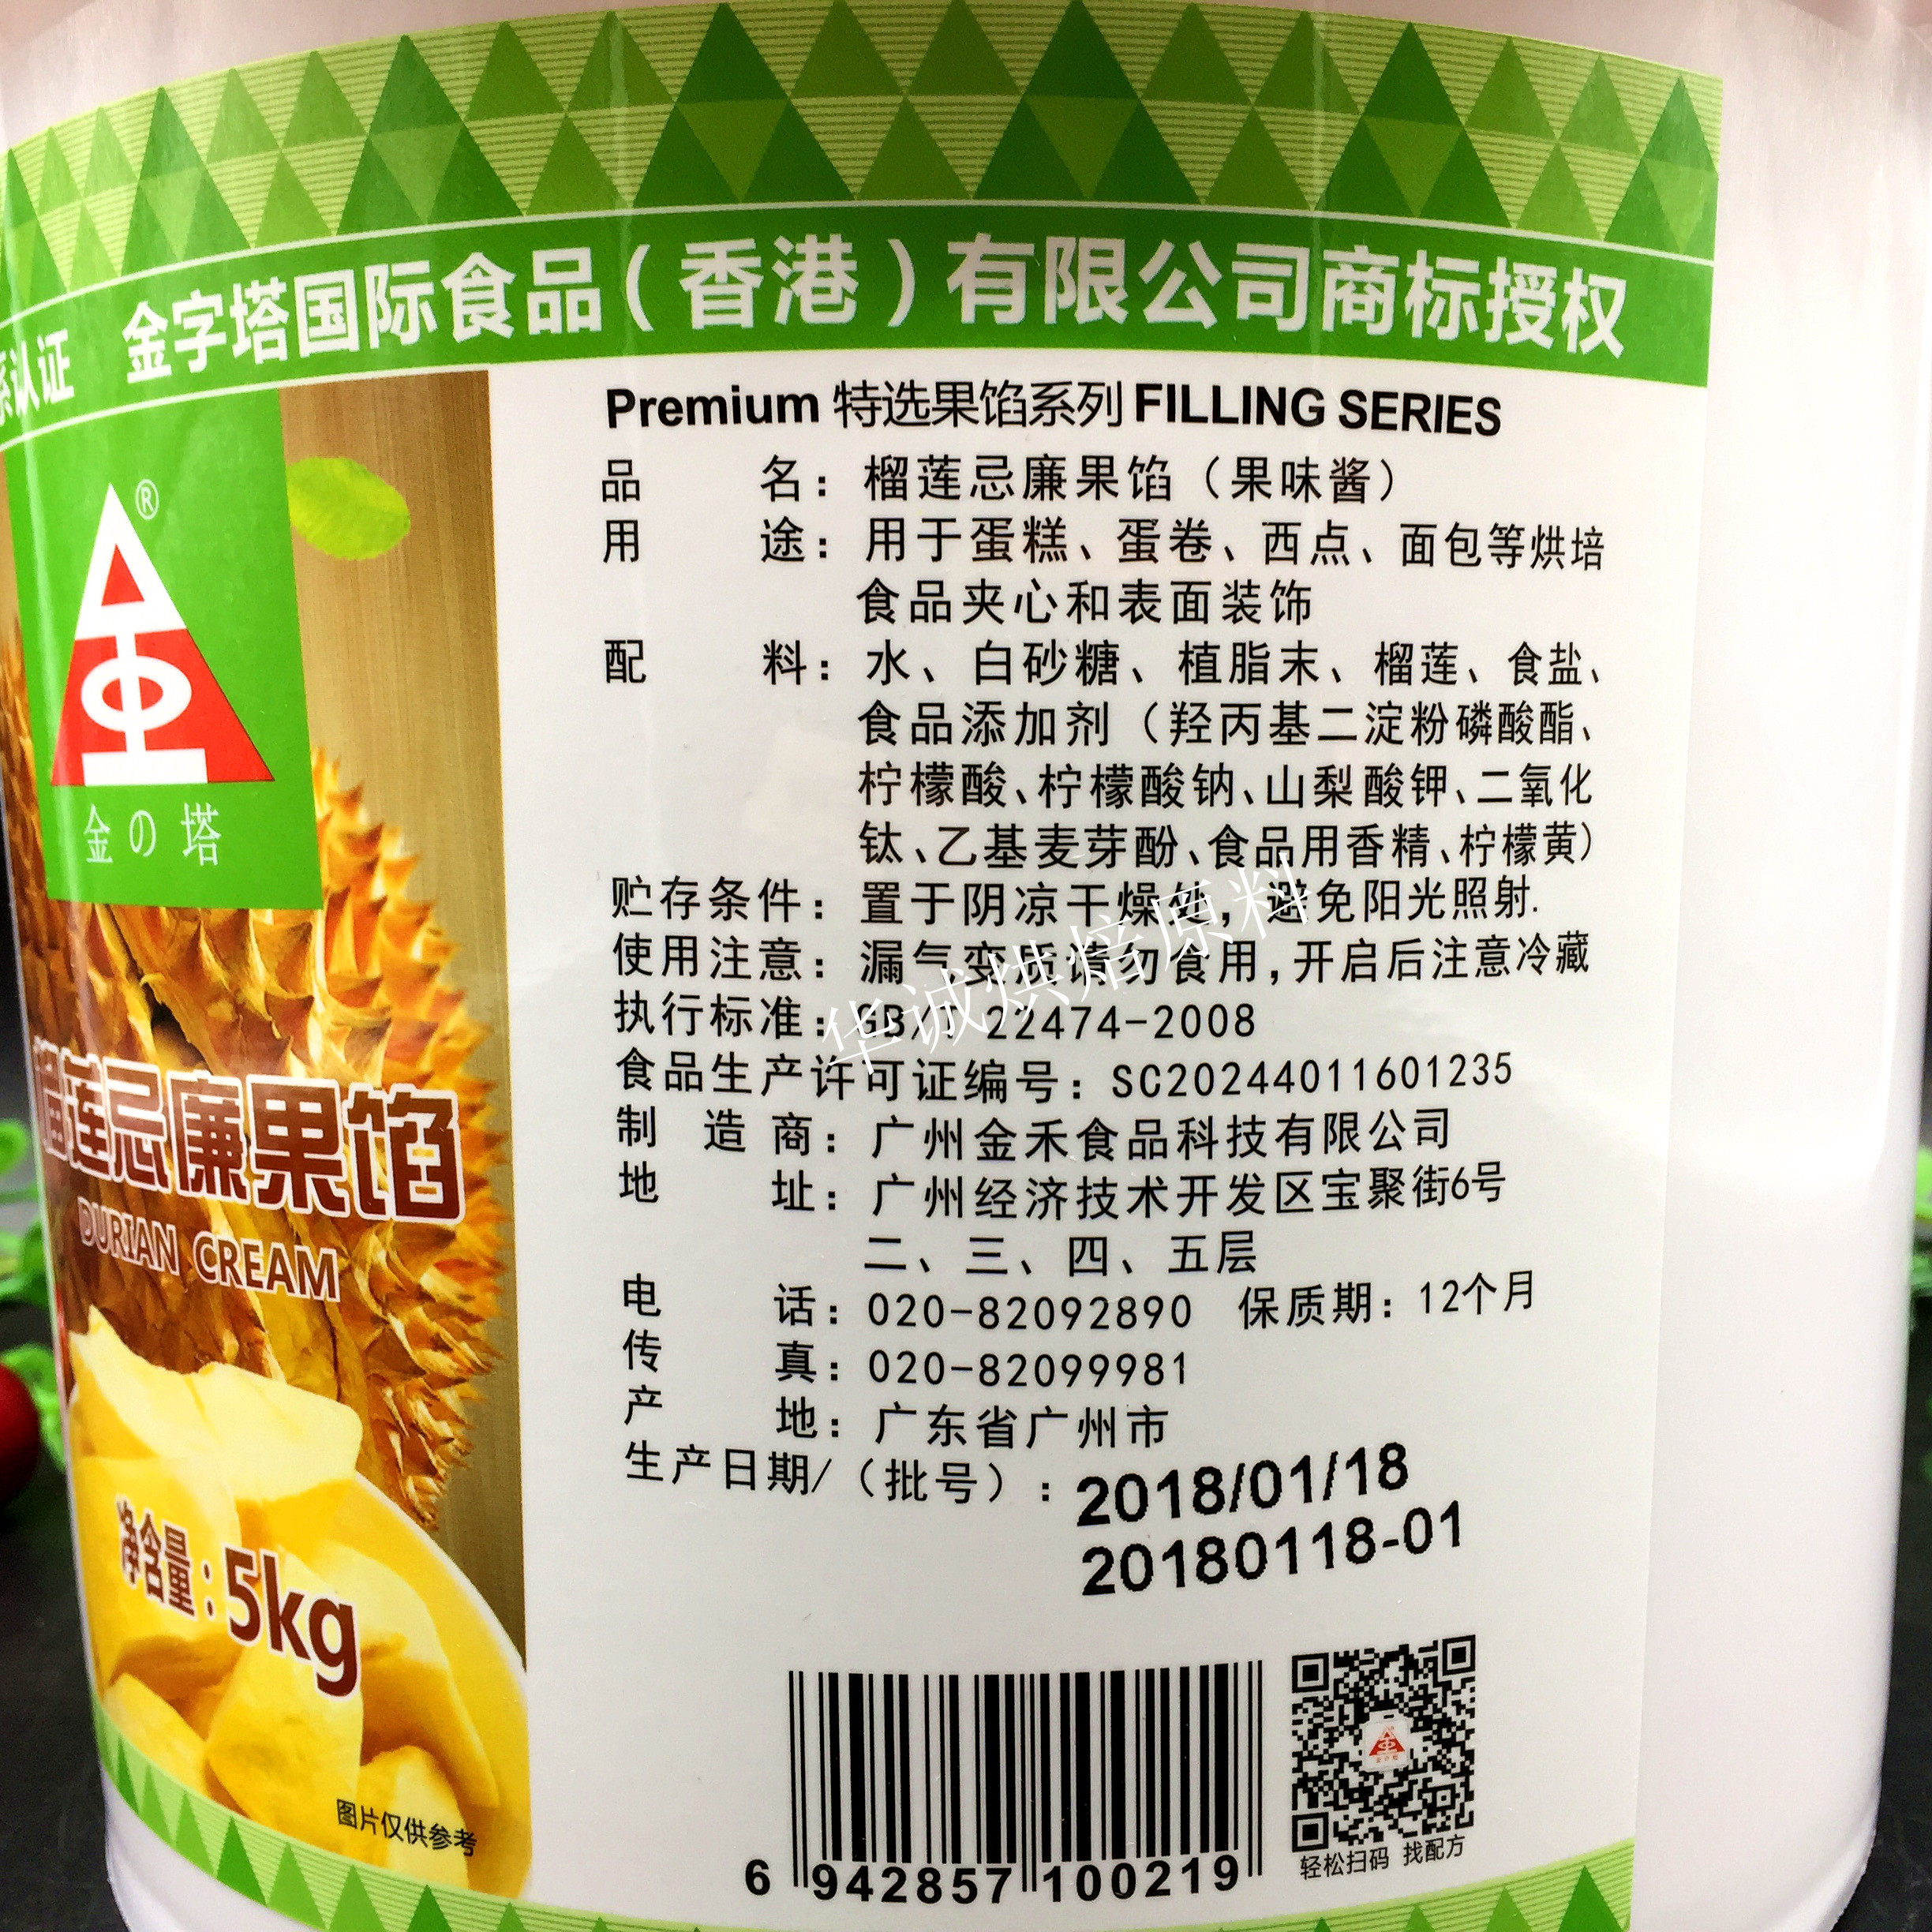 系认证 金字塔国际食品(香港)有限公司商标授权
®
金の塔
榴莲忌廉果馅
DURIAN CREAM
净含量:5kg
图片仅供参考
Premium 特选果馅系列 FILLING SERIES
品 名:榴莲忌廉果馅(果味酱)
用 途:用于蛋糕、蛋卷、西点、面包等烘培
食品夹心和表面装饰
配 料:水、白砂糖、植脂末、榴莲、食盐、
食品添加剂(羟丙基二淀粉磷酸酯、
柠檬酸、柠檬酸钠、山梨酸钾、二氧化
钛、乙基麦芽酚、食品用香精、柠檬黄)
贮存条件:置于阴凉干燥处,避免阳光照射.
使用注意:漏气变质请勿食用,开启后注意冷藏
执行标准:GB/T 22474-2008
食品生产许可证编号:SC20244011601235
制 造 商:广州金禾食品科技有限公司
地 址:广州经济技术开发区宝聚街6号
二、三、四、五层
电 话:020-82092890 保质期:12个月
传 真:020-82099981
产 地:广东省广州市
生产日期/(批号):2018/01/18
20180118-01
6 942857 100219
轻松扫码 找配方
华诚烘焙原料